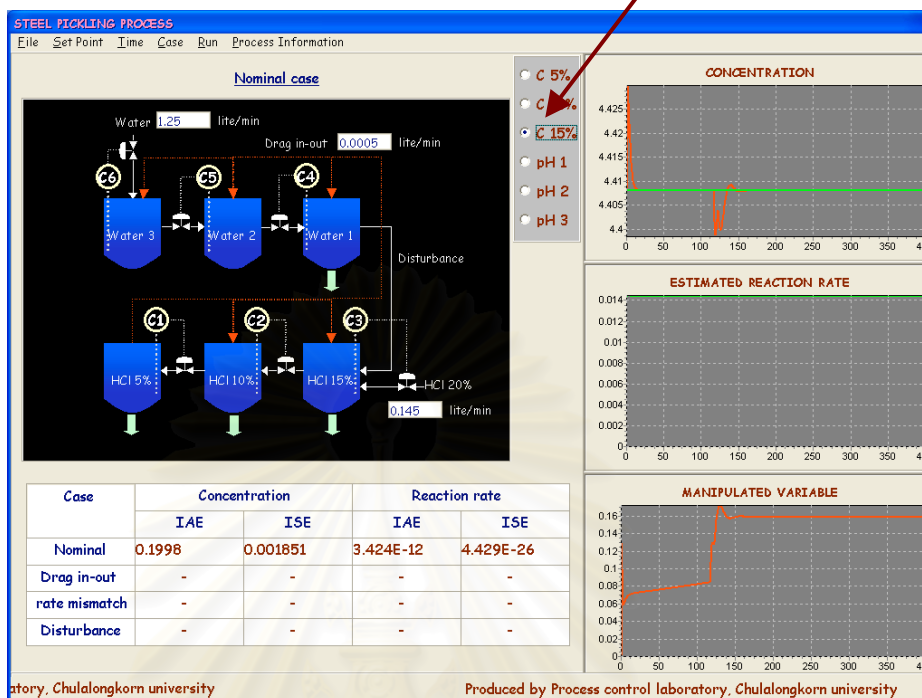 STEEL PICKLING PROCESS
File Set Point Time Case Run Process Information
Nominal case
Water 1.25 lite/min
Drag in-out 0.0005 lite/min
C6 C5 C4
Water 3 Water 2 Water 1
Disturbance
C1 C2 C3
HCl 5% HCl 10% HCl 15%
HCl 20%
0.145 lite/min
C 5%
C %
C 15%
pH 1
pH 2
pH 3
CONCENTRATION
4.425
4.42
4.415
4.41
4.405
4.4
0 50 100 150 200 250 300 350 4
ESTIMATED REACTION RATE
0.014
0.012
0.01
0.008
0.006
0.004
0.002
0
0 50 100 150 200 250 300 350 4
MANIPULATED VARIABLE
0.16
0.14
0.12
0.1
0.08
0.06
0.04
0.02
0
0 50 100 150 200 250 300 350 4
Case Concentration Reaction rate
IAE ISE IAE ISE
Nominal 0.1998 0.001851 3.424E-12 4.429E-26
Drag in-out - - - -
rate mismatch - - - -
Disturbance - - - -
atory, Chulalongkorn university
Produced by Process control laboratory, Chulalongkorn university